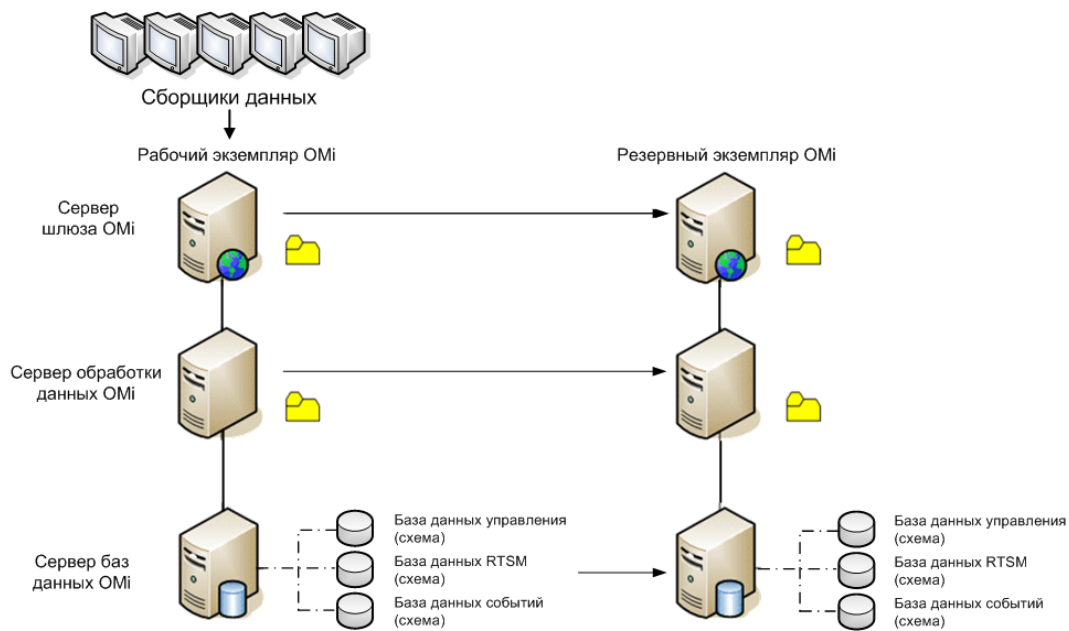 Сборщики данных
Рабочий экземпляр OMi
Резервный экземпляр OMi
Сервер
шлюза OMi
Сервер обработки
данных OMi
Сервер баз
данных OMi
База данных управления
(схема)
База данных RTSM
(схема)
База данных событий
(схема)
База данных управления
(схема)
База данных RTSM
(схема)
База данных событий
(схема)